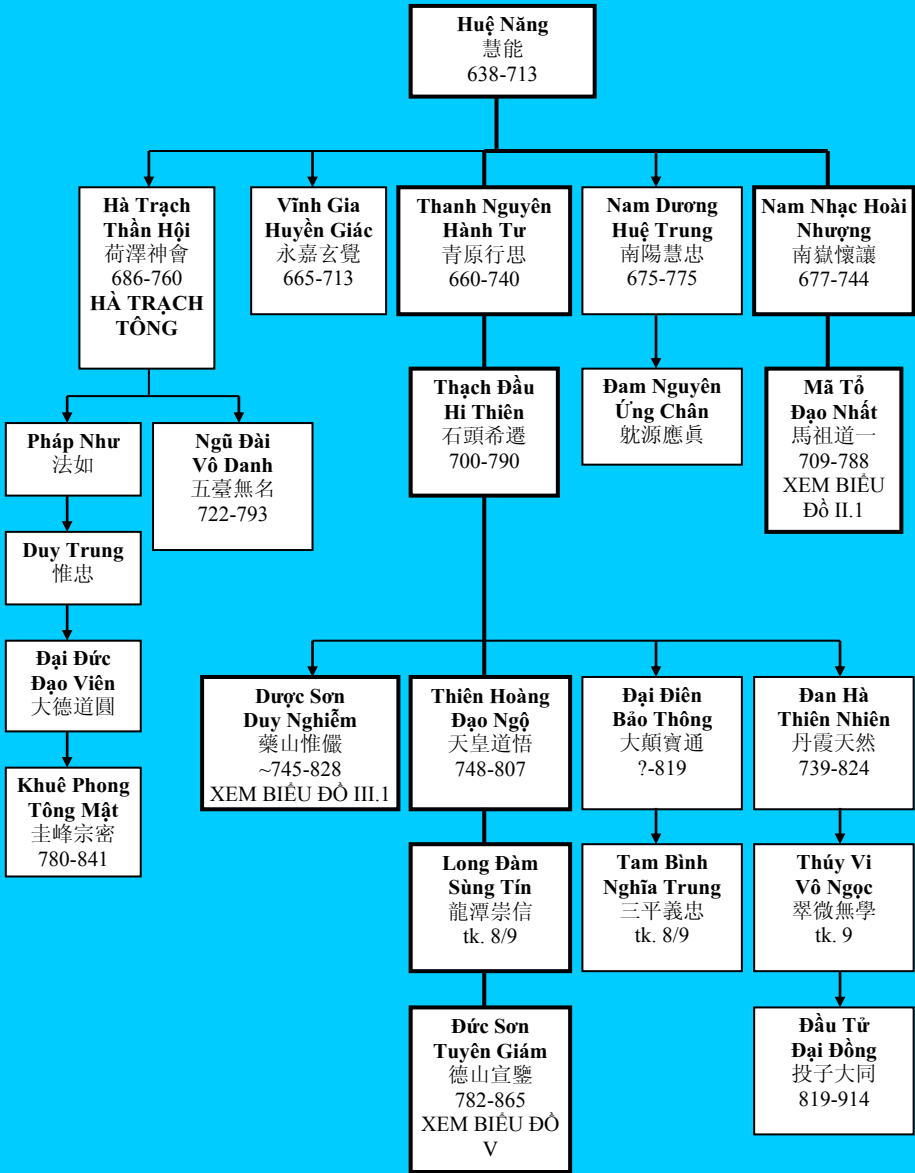 Huệ Năng
慧能
638-713
Hà Trạch
Thần Hội
荷澤神會
686-760
HÀ TRẠCH
TÔNG
Vĩnh Gia
Huyền Giác
永嘉玄覺
665-713
Thanh Nguyên
Hành Tư
青原行思
660-740
Nam Dương
Huệ Trung
南陽慧忠
675-775
Nam Nhạc Hoài
Nhượng
南嶽懷讓
677-744
Thạch Đầu
Hi Thiên
石頭希遷
700-790
Đam Nguyên
Ứng Chân
躭源應眞
Mã Tổ
Đạo Nhất
馬祖道一
709-788
XEM BIỂU
Đồ II.1
Pháp Như
法如
Ngũ Đài
Vô Danh
五臺無名
722-793
Duy Trung
惟忠
Đại Đức
Đạo Viên
大德道圓
Khuê Phong
Tông Mật
圭峰宗密
780-841
Dược Sơn
Duy Nghiễm
藥山惟儼
~745-828
XEM BIỂU ĐỒ III.1
Thiên Hoàng
Đạo Ngộ
天皇道悟
748-807
Đại Điên
Bảo Thông
大顛寶通
?-819
Đan Hà
Thiên Nhiên
丹霞天然
739-824
Long Đàm
Sùng Tín
龍潭崇信
tk. 8/9
Tam Bình
Nghĩa Trung
三平義忠
tk. 8/9
Thúy Vi
Vô Ngọc
翠微無學
tk. 9
Đức Sơn
Tuyên Giám
德山宣鑒
782-865
XEM BIỂU ĐỒ
V
Đầu Tử
Đại Đồng
投子大同
819-914